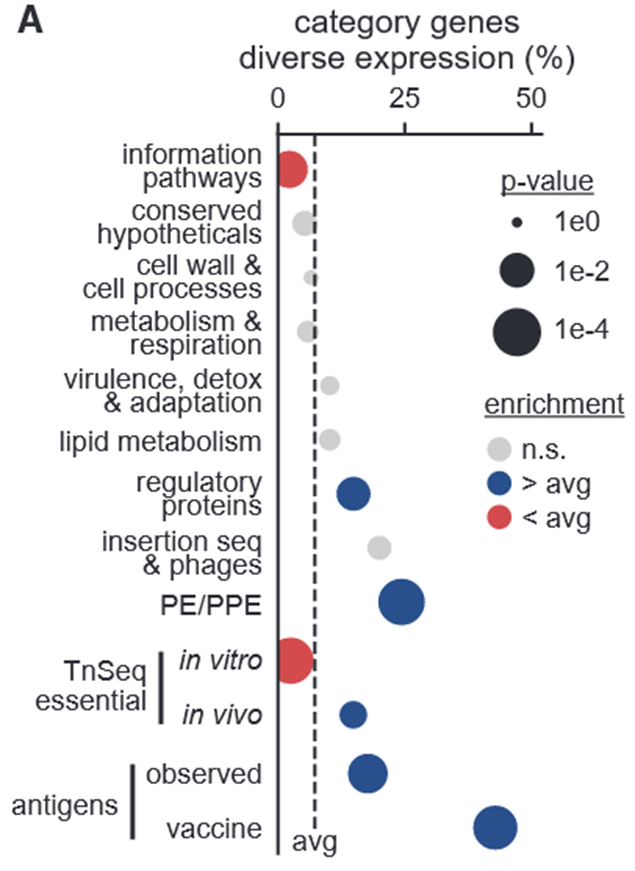 A
category genes
diverse expression (%)
0 25 50
information
pathways
conserved
hypotheticals
cell wall &
cell processes
metabolism &
respiration
virulence, detox
& adaptation
lipid metabolism
regulatory
proteins
insertion seq
& phages
PE/PPE
TnSeq
essential
in vitro
in vivo
antigens
observed
vaccine
avg
p-value
1e0
1e-2
1e-4
enrichment
n.s.
> avg
< avg